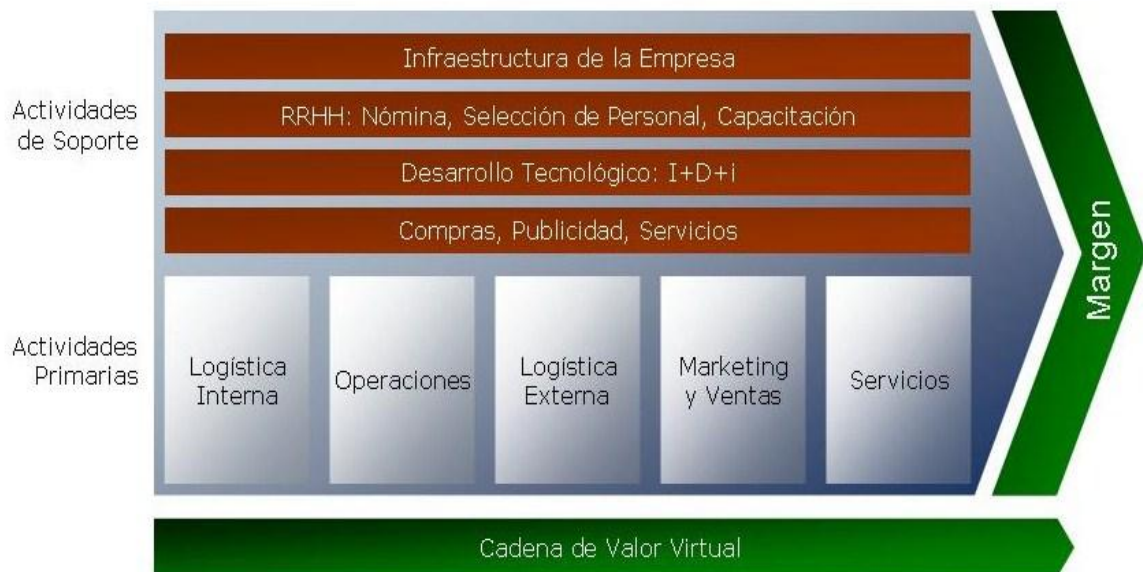 Infraestructura de la Empresa
Actividades
de Soporte
RRHH: Nómina, Selección de Personal, Capacitación
Desarrollo Tecnológico: I+D+i
Compras, Publicidad, Servicios
Margen
Actividades
Primarias
Logística
Interna
Operaciones
Logística
Externa
Marketing
y Ventas
Servicios
Cadena de Valor Virtual